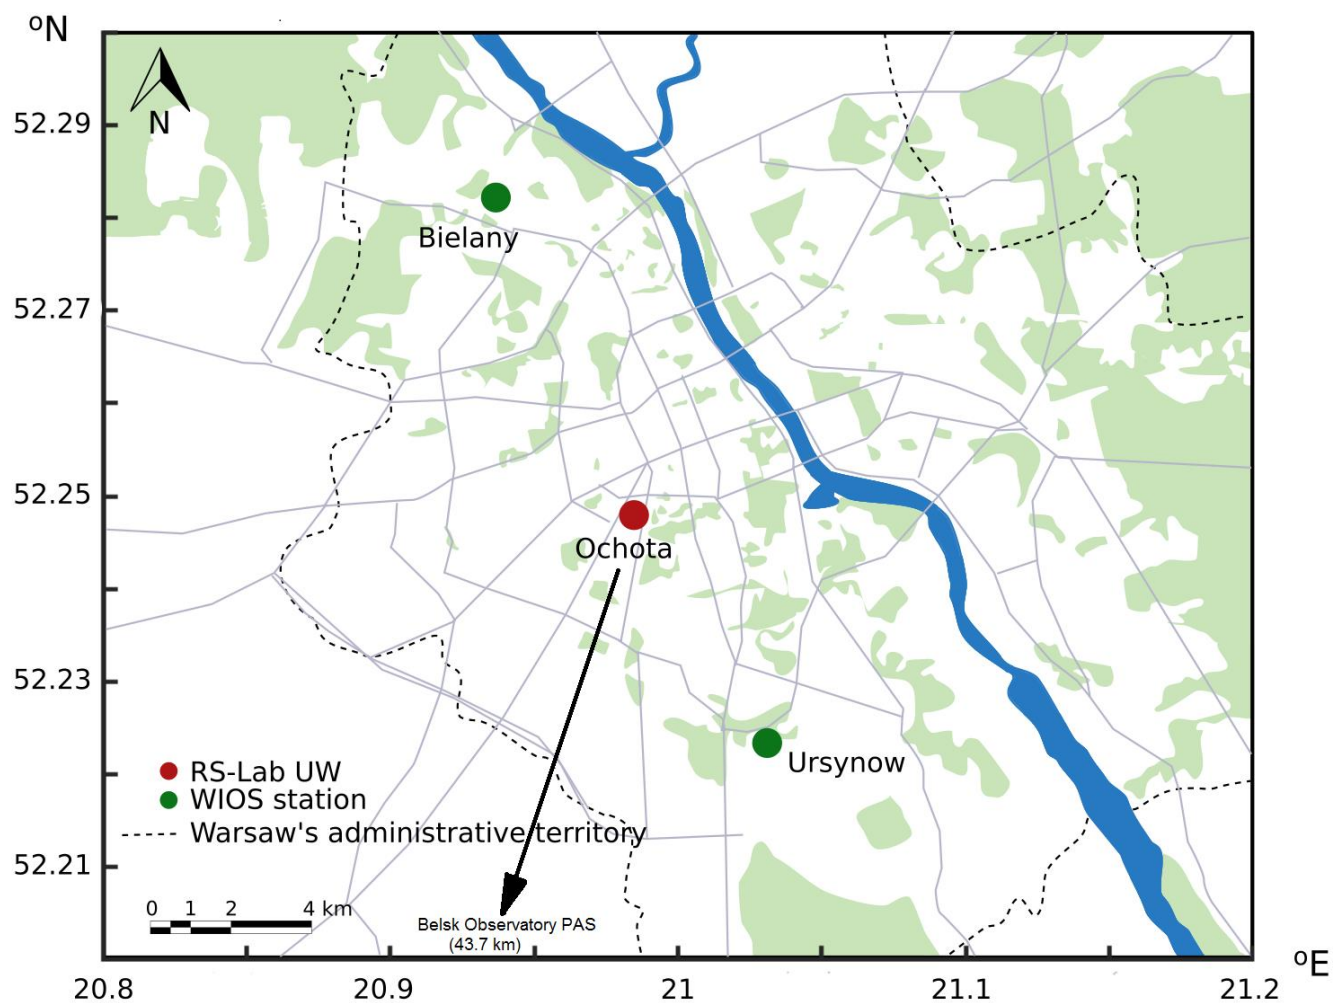 ºN
N
52.29
Bielany
52.27
52.25
Ochota
52.23
Ursynow
RS-Lab UW
WIOS station
Warsaw's administrative territory
52.21
0 1 2 4 km
Belsk Observatory PAS
(43.7 km)
ºE
20.8 20.9 21 21.1 21.2